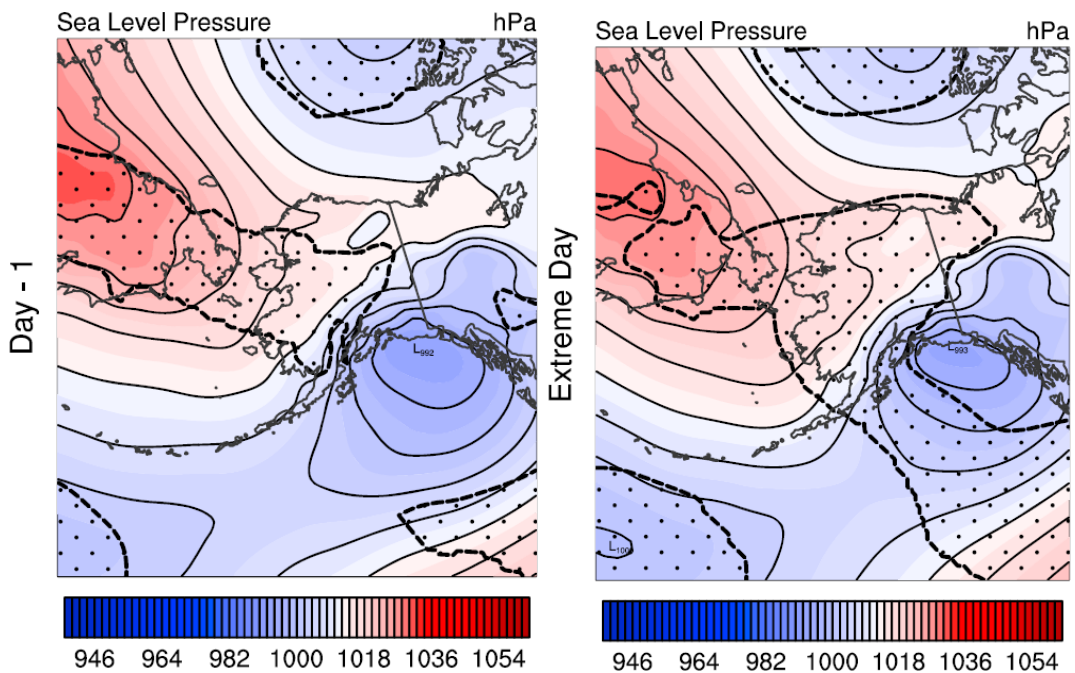 Sea Level Pressure hPa
Day - 1
L992
946 964 982 1000 1018 1036 1054
Sea Level Pressure hPa
Extreme Day
L993
L100
946 964 982 1000 1018 1036 1054